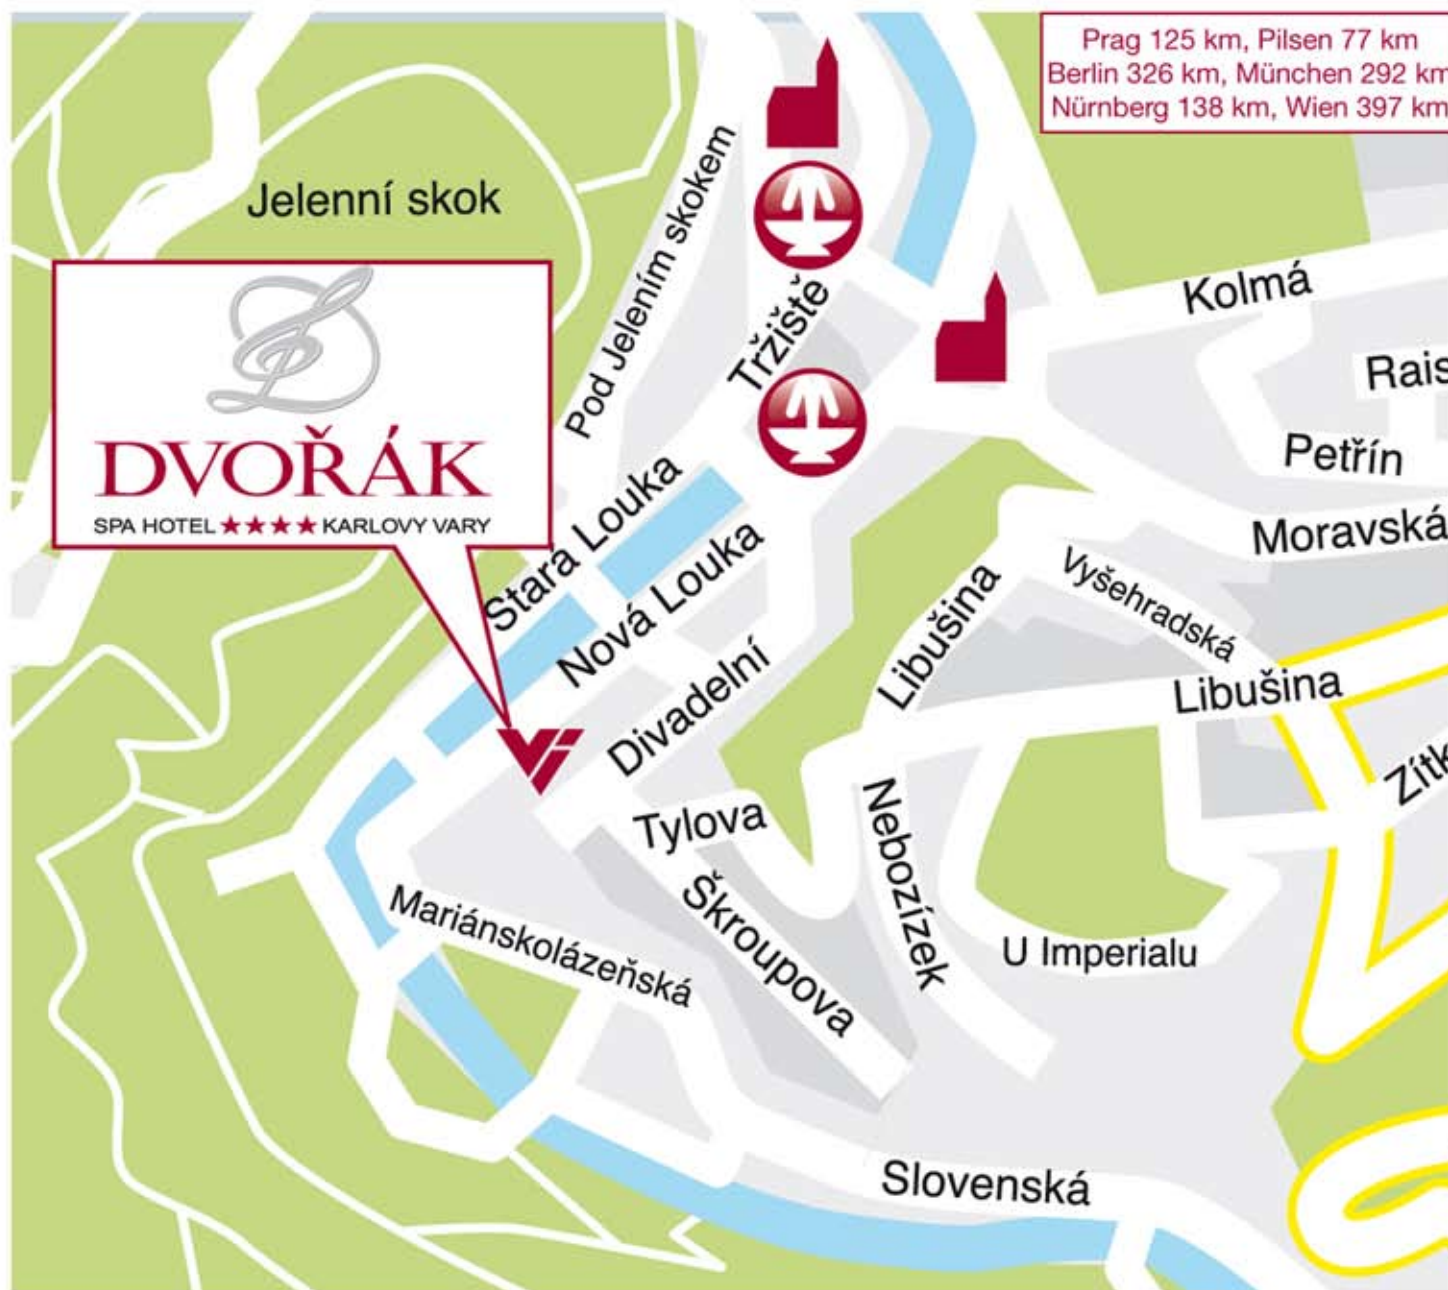 Prag 125 km, Pilsen 77 km
Berlin 326 km, München 292 km
Nürnberg 138 km, Wien 397 km
Jelenní skok
Pod Jelením skokem
Tržiště
Kolmá
Petřín
Moravská
DVOŘÁK
SPA HOTEL ★★★★ KARLOVY VARY
Stará Louka
Nová Louka
Divadelní
Libušina
Vyšehradská
Libušina
Tylova
Nebozízek
Škroupova
Mariánskolázeňská
U Imperialu
Slovenská